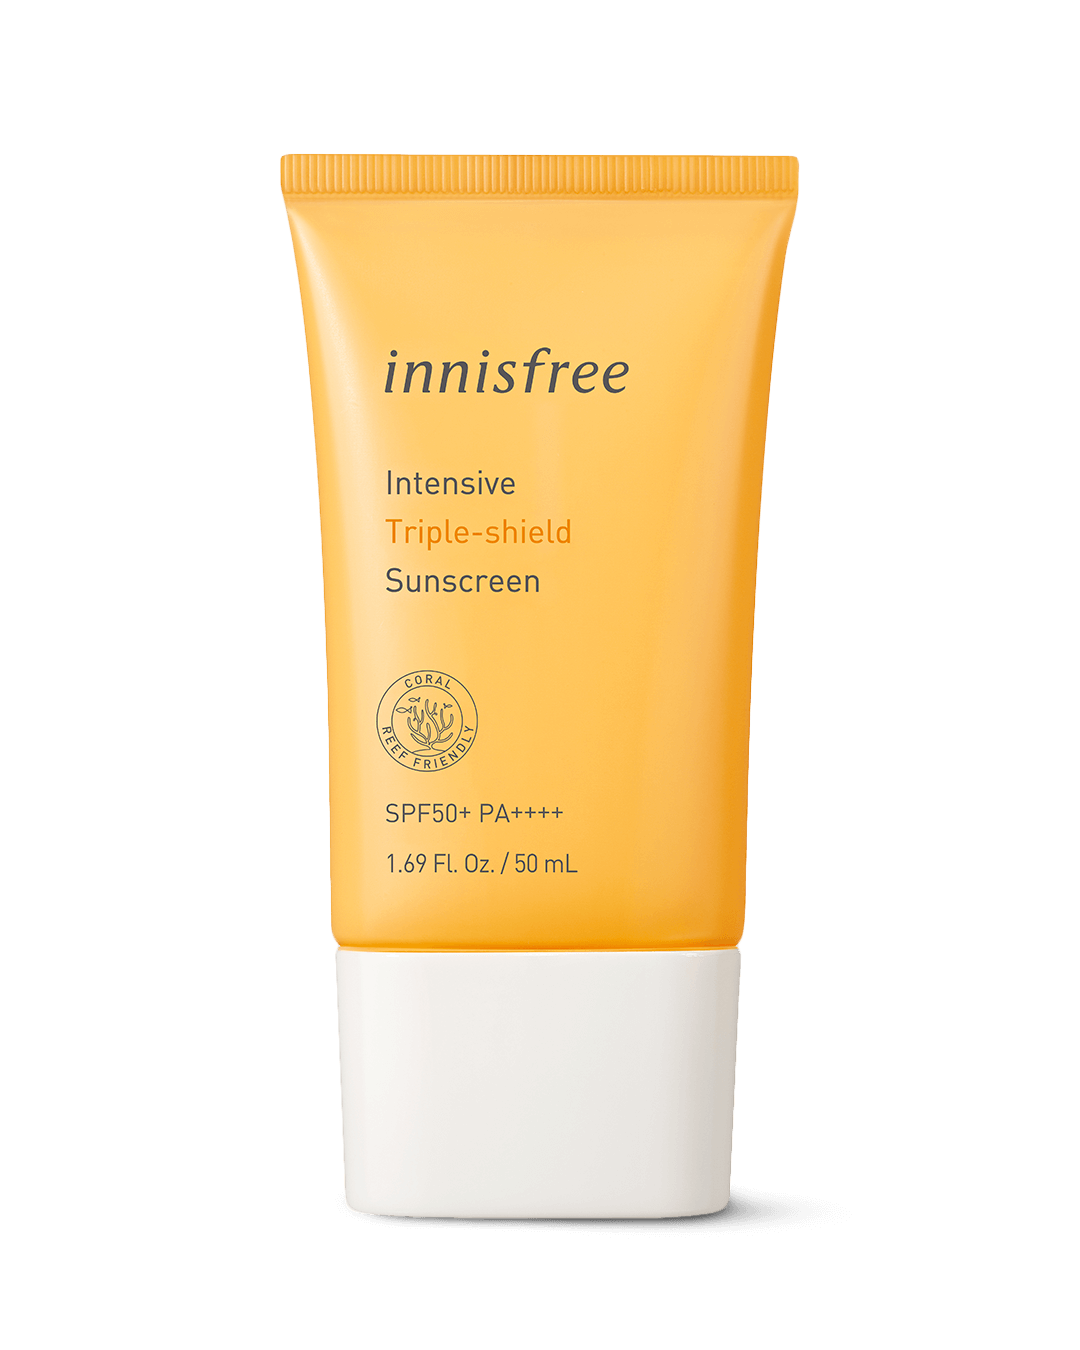 innisfree
Intensive
Triple-shield
Sunscreen
CORAL
REEF FRIENDLY
SPF50+ PA++++
1.69 Fl. Oz. / 50 mL